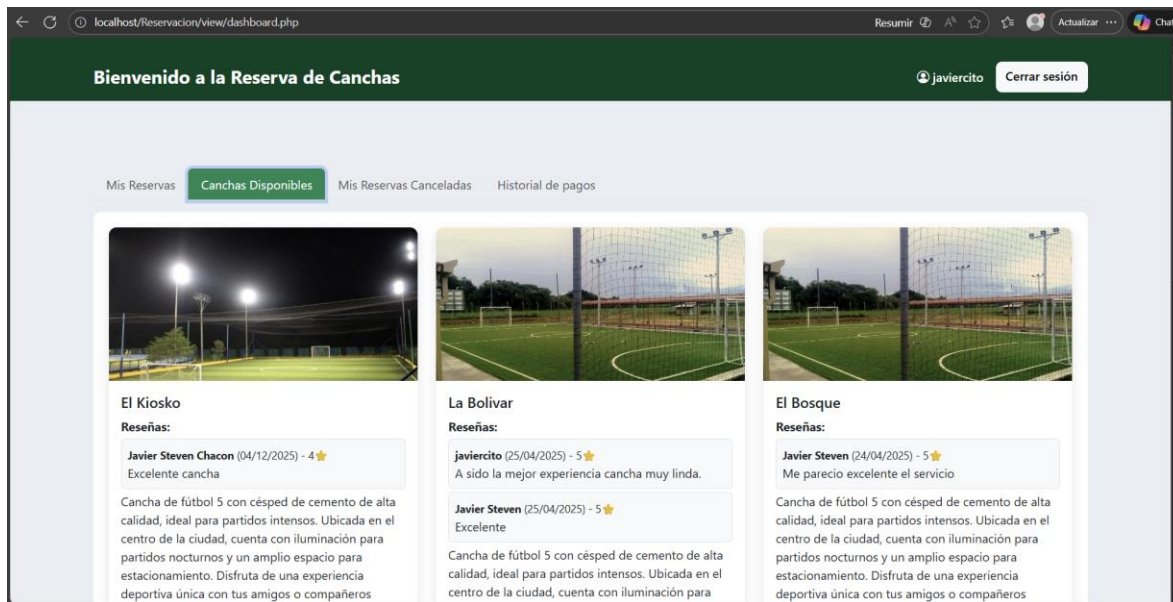 localhost/Reservacion/view/dashboard.php
Resumir
Actualizar
Chat
Bienvenido a la Reserva de Canchas
javiercito
Cerrar sesión
Mis Reservas
Canchas Disponibles
Mis Reservas Canceladas
Historial de pagos
El Kiosko
Reseñas:
Javier Steven Chacon (04/12/2025) - 4
Excelente cancha
Cancha de fútbol 5 con césped de cemento de alta
calidad, ideal para partidos intensos. Ubicada en el
centro de la ciudad, cuenta con iluminación para
partidos nocturnos y un amplio espacio para
estacionamiento. Disfruta de una experiencia
deportiva única con tus amigos o compañeros
La Bolivar
Reseñas:
javiercito (25/04/2025) - 5
A sido la mejor experiencia cancha muy linda.
Javier Steven (25/04/2025) - 5
Excelente
Cancha de fútbol 5 con césped de cemento de alta
calidad, ideal para partidos intensos. Ubicada en el
centro de la ciudad, cuenta con iluminación para
El Bosque
Reseñas:
Javier Steven (24/04/2025) - 5
Me parecio excelente el servicio
Cancha de fútbol 5 con césped de cemento de alta
calidad, ideal para partidos intensos. Ubicada en el
centro de la ciudad, cuenta con iluminación para
partidos nocturnos y un amplio espacio para
estacionamiento. Disfruta de una experiencia
deportiva única con tus amigos o compañeros